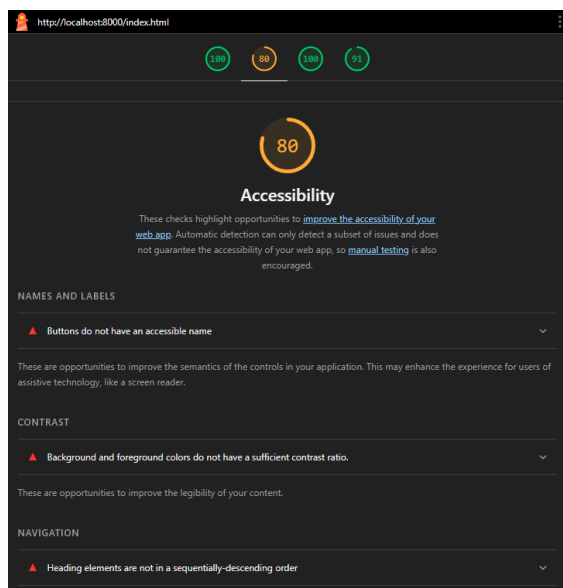 http://localhost:8000/index.html
100 80 100 91
80
Accessibility
These checks highlight opportunities to improve the accessibility of your
web app. Automatic detection can only detect a subset of issues and does
not guarantee the accessibility of your web app, so manual testing is also
encouraged.
NAMES AND LABELS
Buttons do not have an accessible name
These are opportunities to improve the semantics of the controls in your application. This may enhance the experience for users of
assistive technology, like a screen reader.
CONTRAST
Background and foreground colors do not have a sufficient contrast ratio.
These are opportunities to improve the legibility of your content.
NAVIGATION
Heading elements are not in a sequentially-descending order